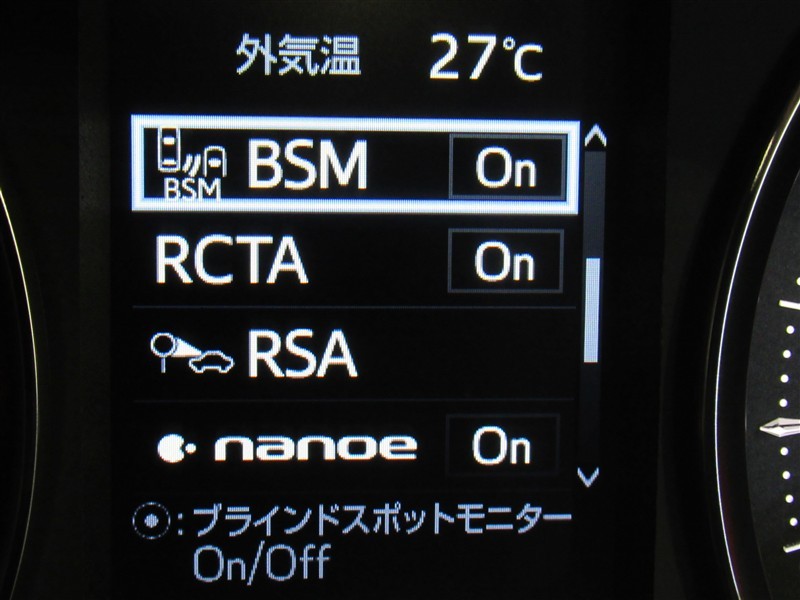 外気温 27℃
BSM BSM On
RCTA On
RSA
nanoe On
:ブラインドスポットモニター
On/Off